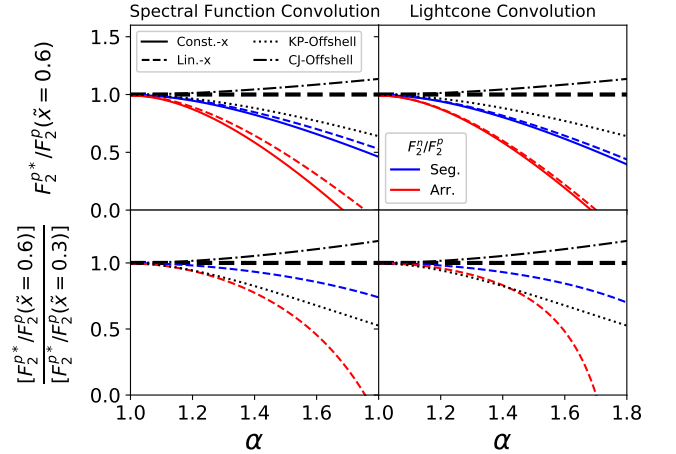 Spectral Function Convolution
Lightcone Convolution
F₂ᵖ*/F₂ᵖ(x̃ = 0.6)
1.5
1.0
0.5
0.0
Const.-x
Lin.-x
KP-Offshell
CJ-Offshell
F₂ⁿ/F₂ᵖ
Seg.
Arr.
[F₂ᵖ*/F₂ᵖ(x̃ = 0.6)]
[F₂ᵖ*/F₂ᵖ(x̃ = 0.3)]
1.0
0.5
0.0
1.0 1.2 1.4 1.6 1.0 1.2 1.4 1.6 1.8
α α